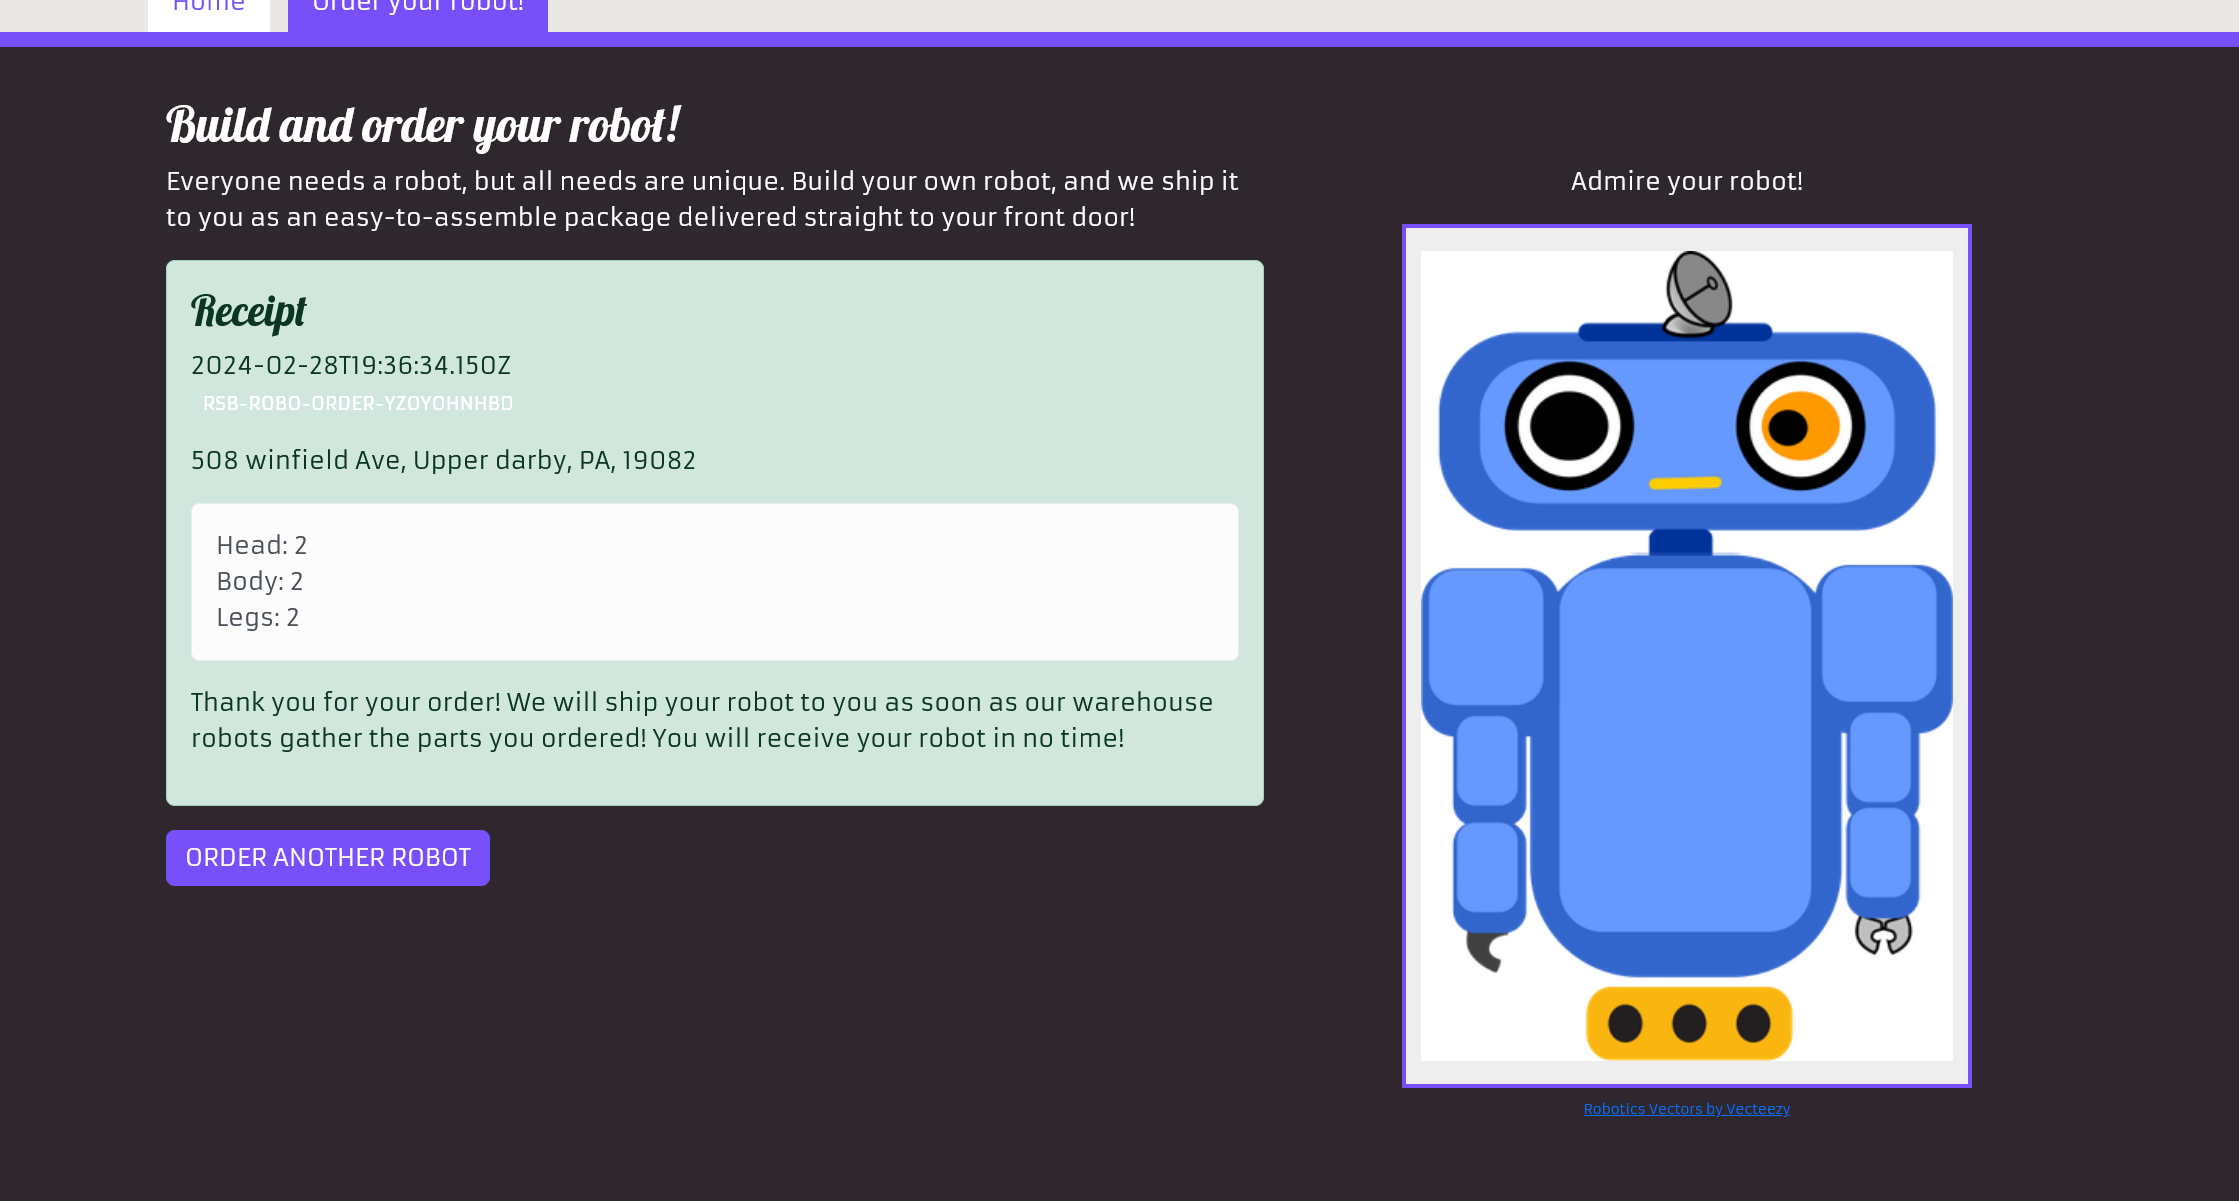 Home
Order your robot!
Build and order your robot!
Everyone needs a robot, but all needs are unique. Build your own robot, and we ship it
to you as an easy-to-assemble package delivered straight to your front door!
Receipt
2024-02-28T19:36:34.150Z
RSB-ROBO-ORDER-YZOYOHNHBD
508 winfield Ave, Upper darby, PA, 19082
Head: 2
Body: 2
Legs: 2
Thank you for your order! We will ship your robot to you as soon as our warehouse
robots gather the parts you ordered! You will receive your robot in no time!
ORDER ANOTHER ROBOT
Admire your robot!
Robotics Vectors by Vecteezy